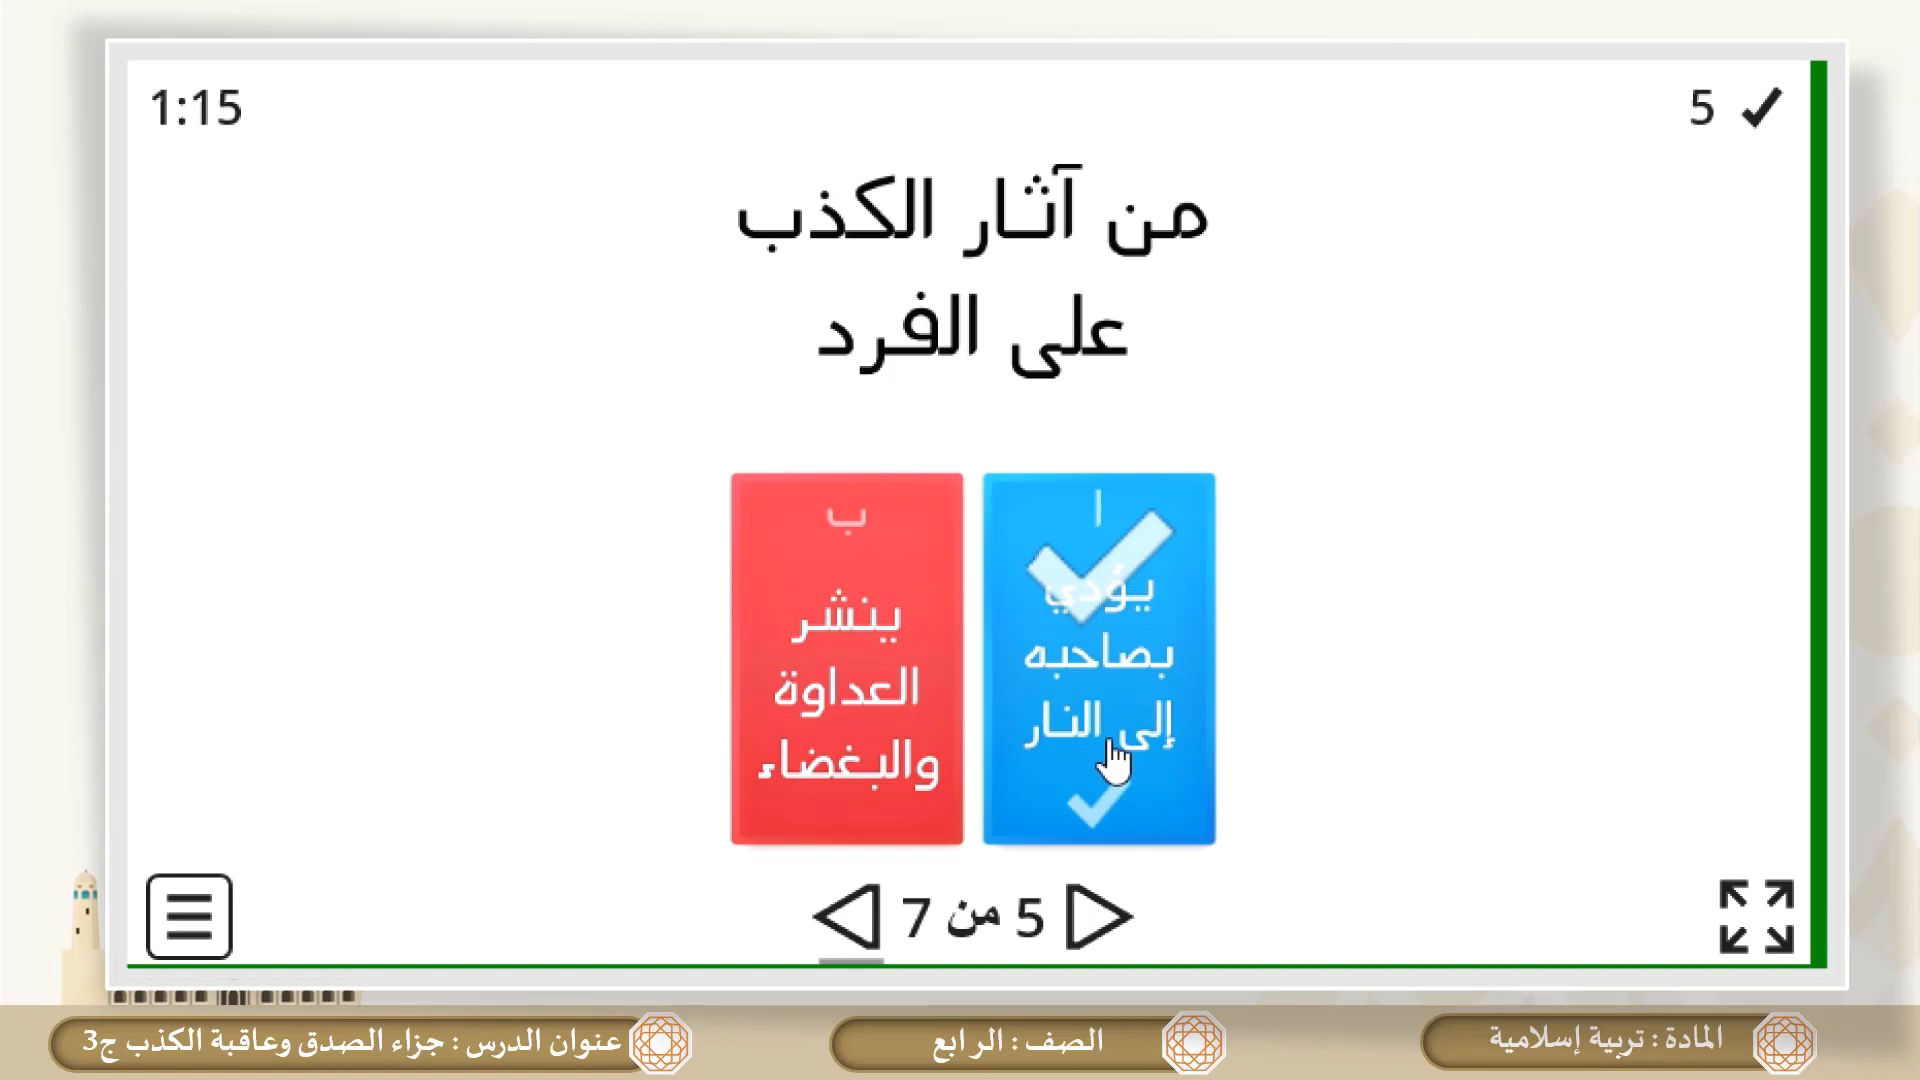 1:15
5
من آثار الكذب
على الفرد
ا
يؤدي
بصاحبه
إلى النار
ب
ينشر
العداوة
والبغضاء
5 من 7
المادة : تربية إسلامية
الصف : الرابع
عنوان الدرس : جزاء الصدق وعاقبة الكذب ج3